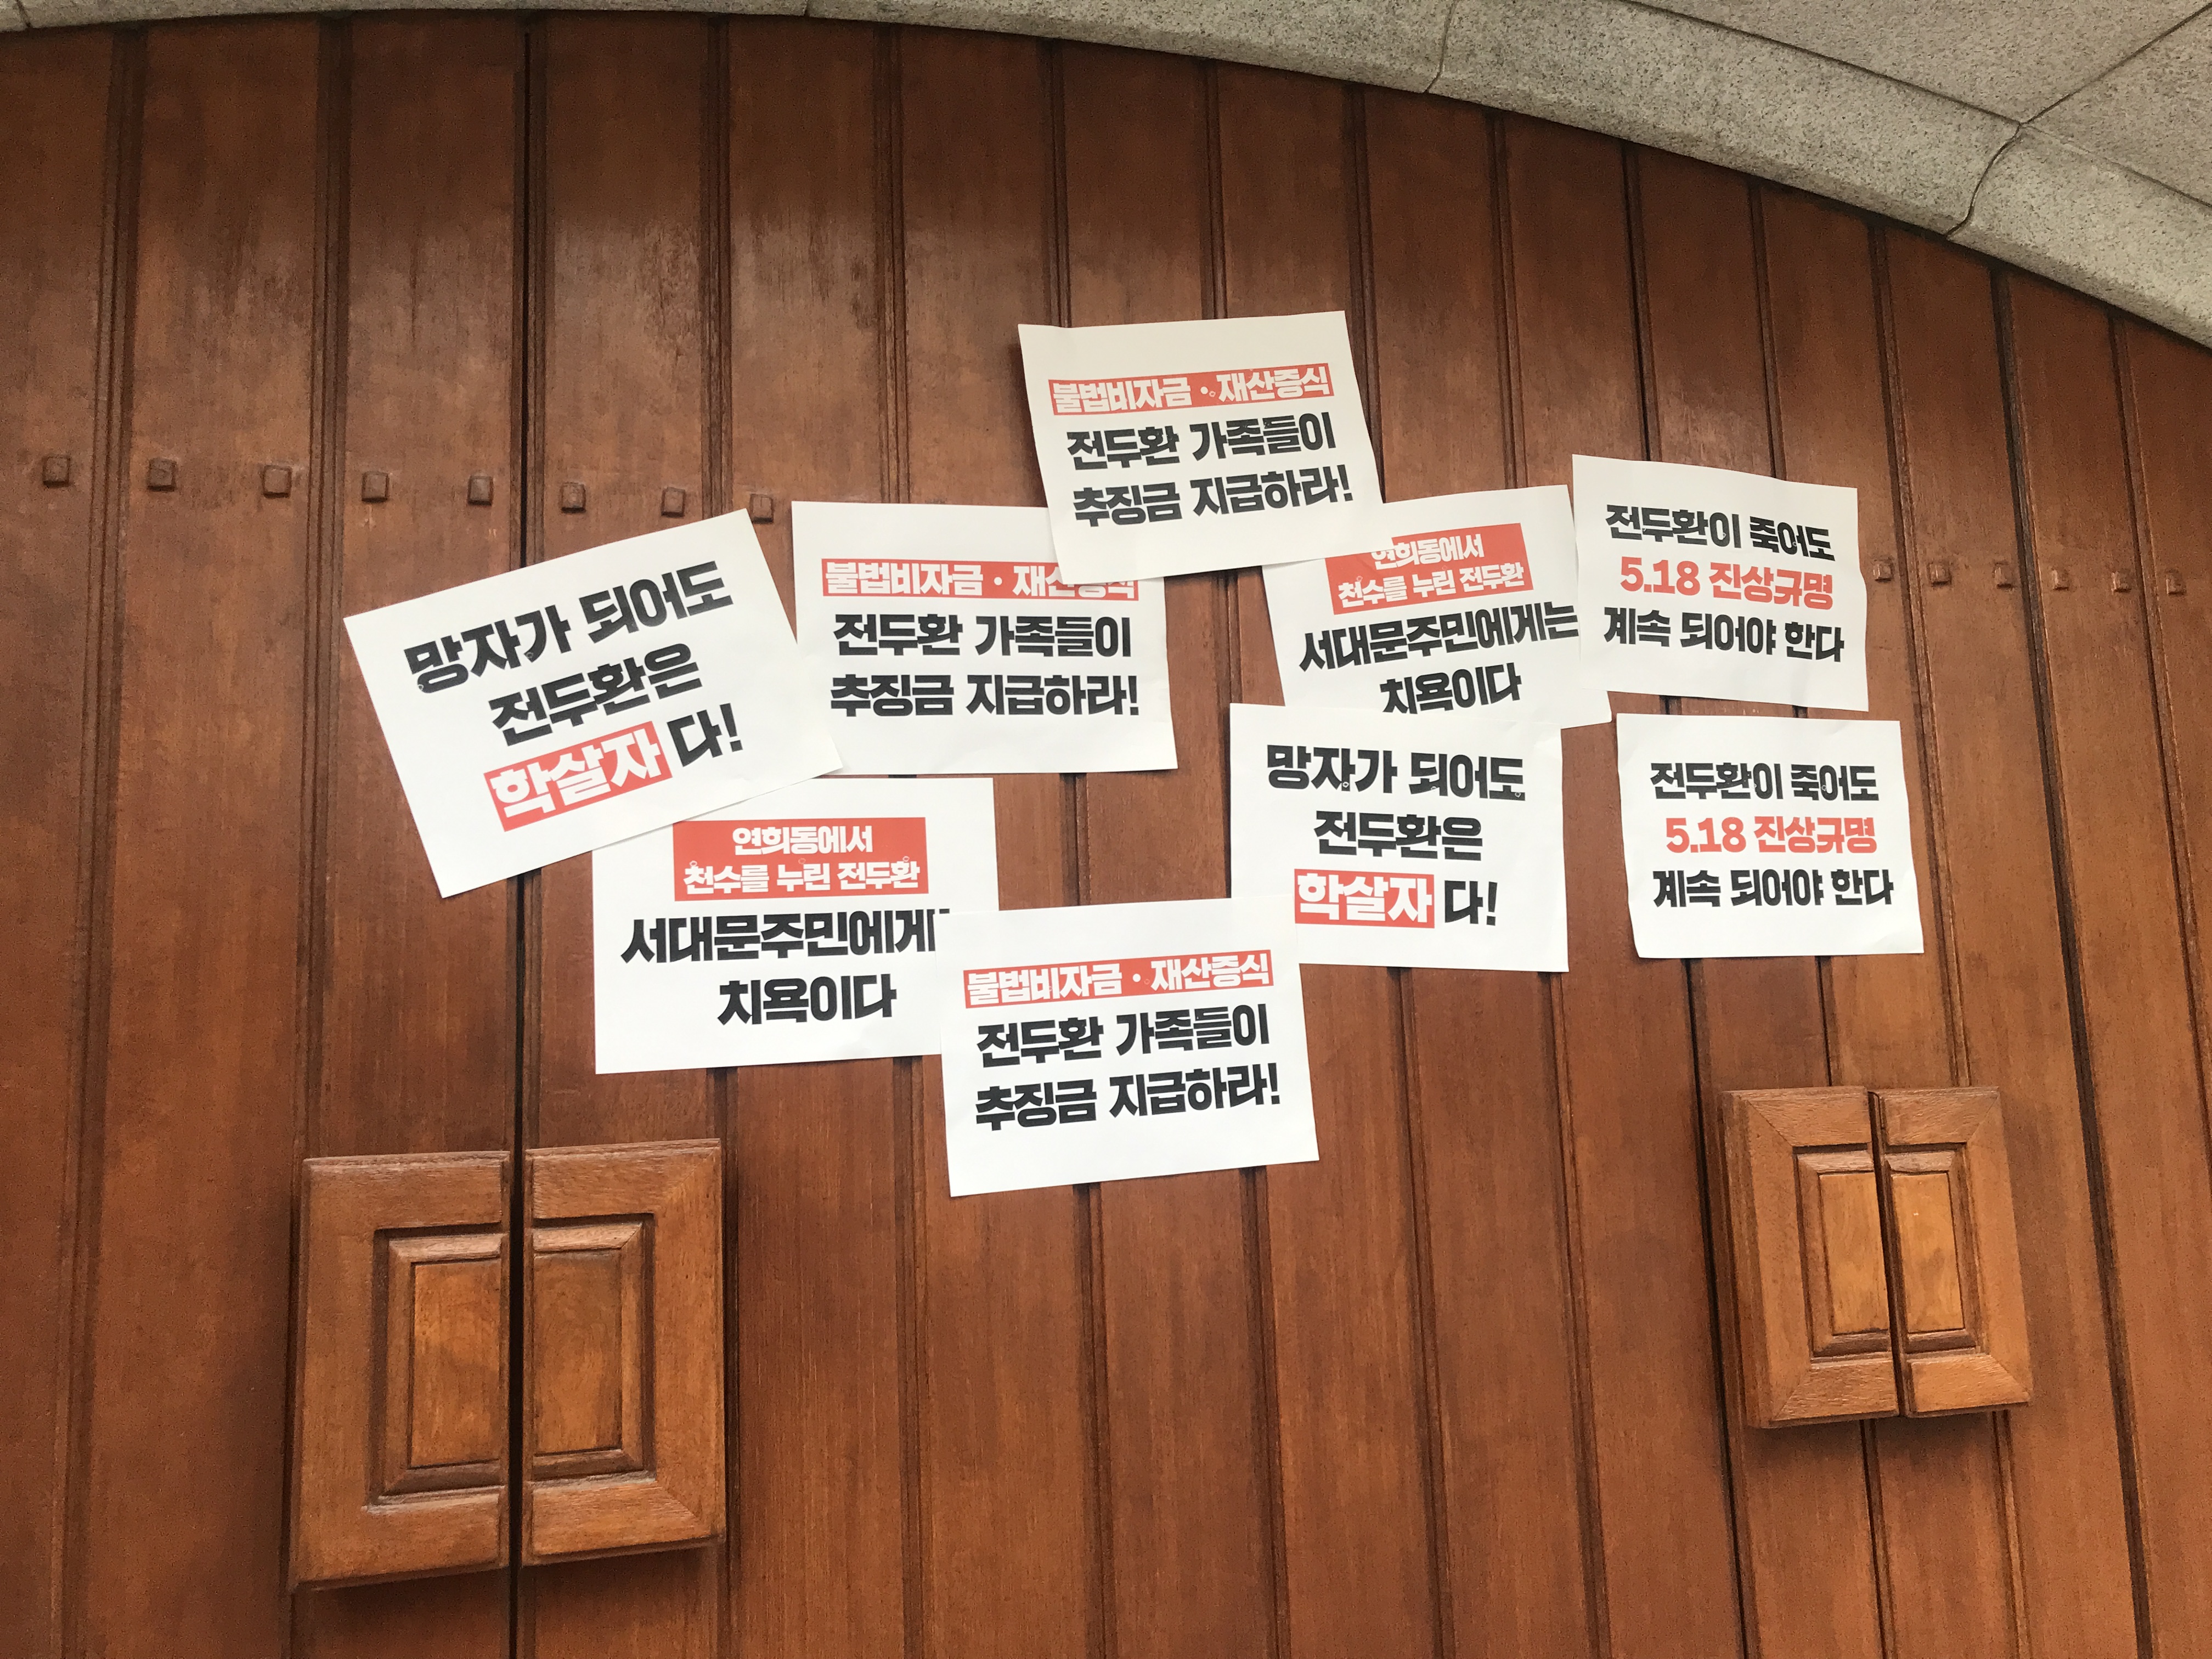 불법비자금·재산증식
전두환 가족들이
추징금 지급하라!
망자가 되어도
전두환은
학살자다!
불법비자금·재산증식
전두환 가족들이
추징금 지급하라!
연희동에서
천수를 누린 전두환
서대문주민에게는
치욕이다
전두환이 죽어도
5.18 진상규명
계속 되어야 한다
연희동에서
천수를 누린 전두환
서대문주민에게
치욕이다
불법비자금·재산증식
전두환 가족들이
추징금 지급하라!
망자가 되어도
전두환은
학살자다!
전두환이 죽어도
5.18 진상규명
계속 되어야 한다